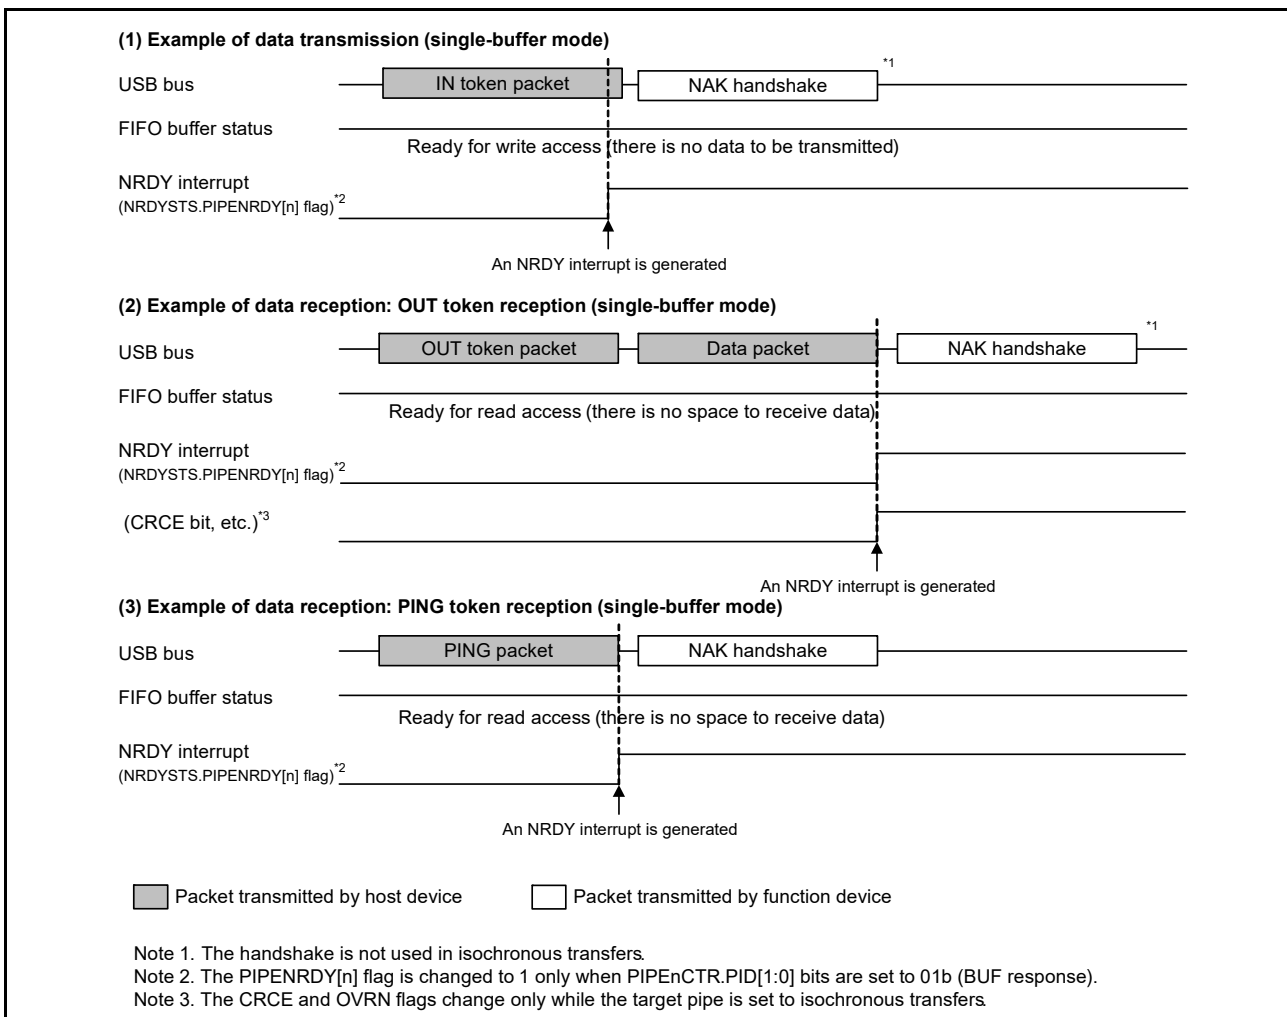 (1) Example of data transmission (single-buffer mode)
USB bus
IN token packet
NAK handshake
*1
FIFO buffer status
Ready for write access (there is no data to be transmitted)
NRDY interrupt
(NRDYSTS.PIPENRDY[n] flag)*2
An NRDY interrupt is generated
(2) Example of data reception: OUT token reception (single-buffer mode)
USB bus
OUT token packet
Data packet
NAK handshake
*1
FIFO buffer status
Ready for read access (there is no space to receive data)
NRDY interrupt
(NRDYSTS.PIPENRDY[n] flag)*2
(CRCE bit, etc.)*3
An NRDY interrupt is generated
(3) Example of data reception: PING token reception (single-buffer mode)
USB bus
PING packet
NAK handshake
FIFO buffer status
Ready for read access (there is no space to receive data)
NRDY interrupt
(NRDYSTS.PIPENRDY[n] flag)*2
An NRDY interrupt is generated
Packet transmitted by host device
Packet transmitted by function device
Note 1. The handshake is not used in isochronous transfers.
Note 2. The PIPENRDY[n] flag is changed to 1 only when PIPEnCTR.PID[1:0] bits are set to 01b (BUF response).
Note 3. The CRCE and OVRN flags change only while the target pipe is set to isochronous transfers.